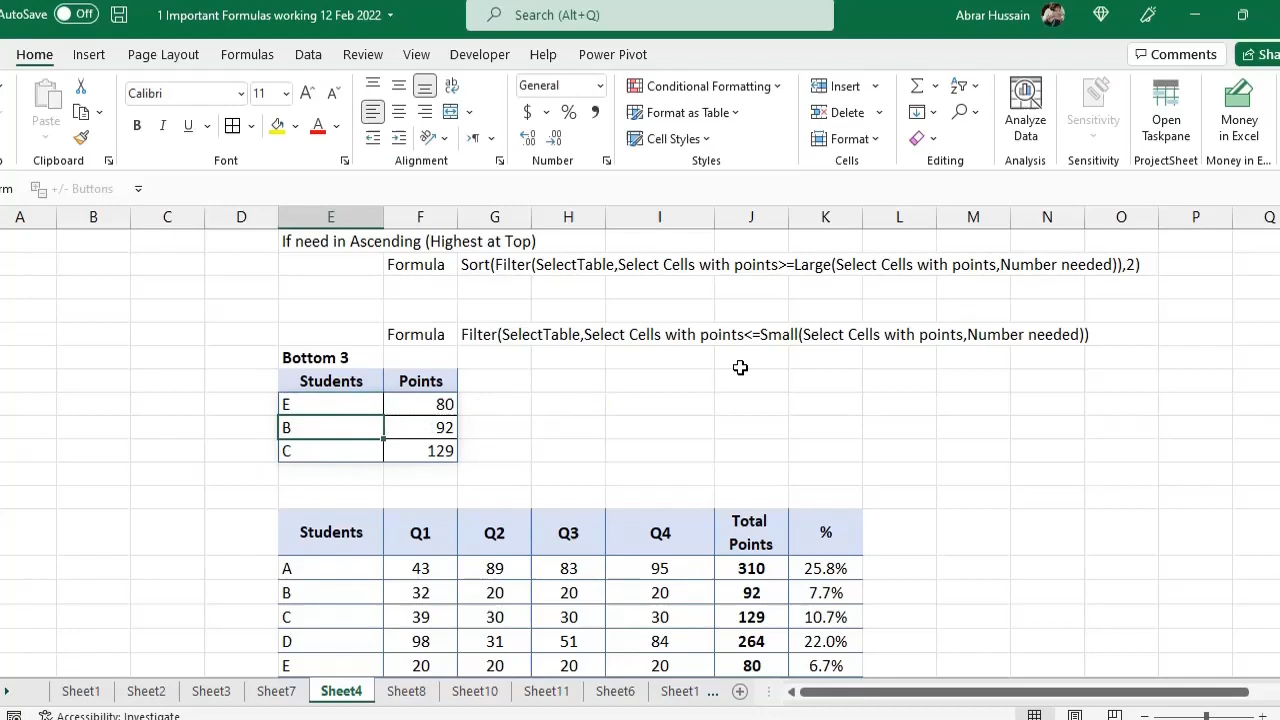 AutoSave Off 1 Important Formulas working 12 Feb 2022 Search (Alt+Q) Abrar Hussain
Home Insert Page Layout Formulas Data Review View Developer Help Power Pivot Comments Sha
Paste Calibri 11 A A General Conditional Formatting Insert Analyze Data Sensitivity Open Taskpane Money in Excel
B I U A $ % , Format as Table Delete
Cell Styles Format
Clipboard Font Alignment Number Styles Cells Editing Analysis Sensitivity ProjectSheet Money in E...
rm +/- Buttons
A B C D E F G H I J K L M N O P Q
If need in Ascending (Highest at Top)
Formula Sort(Filter(SelectTable,Select Cells with points>=Large(Select Cells with points,Number needed)),2)
Formula Filter(SelectTable,Select Cells with points<=Small(Select Cells with points,Number needed))
Bottom 3
Students Points
E 80
B 92
C 129
Students Q1 Q2 Q3 Q4 Total Points %
A 43 89 83 95 310 25.8%
B 32 20 20 20 92 7.7%
C 39 30 30 30 129 10.7%
D 98 31 51 84 264 22.0%
E 20 20 20 20 80 6.7%
Sheet1 Sheet2 Sheet3 Sheet7 Sheet4 Sheet8 Sheet10 Sheet11 Sheet6 Sheet1 ...
Accessibility: Investigate